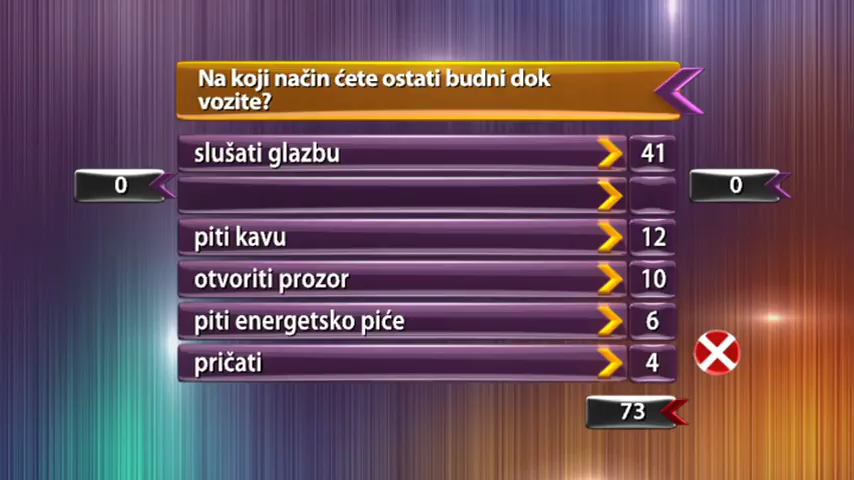 Na koji način ćete ostati budni dok
vozite?
slušati glazbu 41
0
0
piti kavu 12
otvoriti prozor 10
piti energetsko piće 6
pričati 4
73